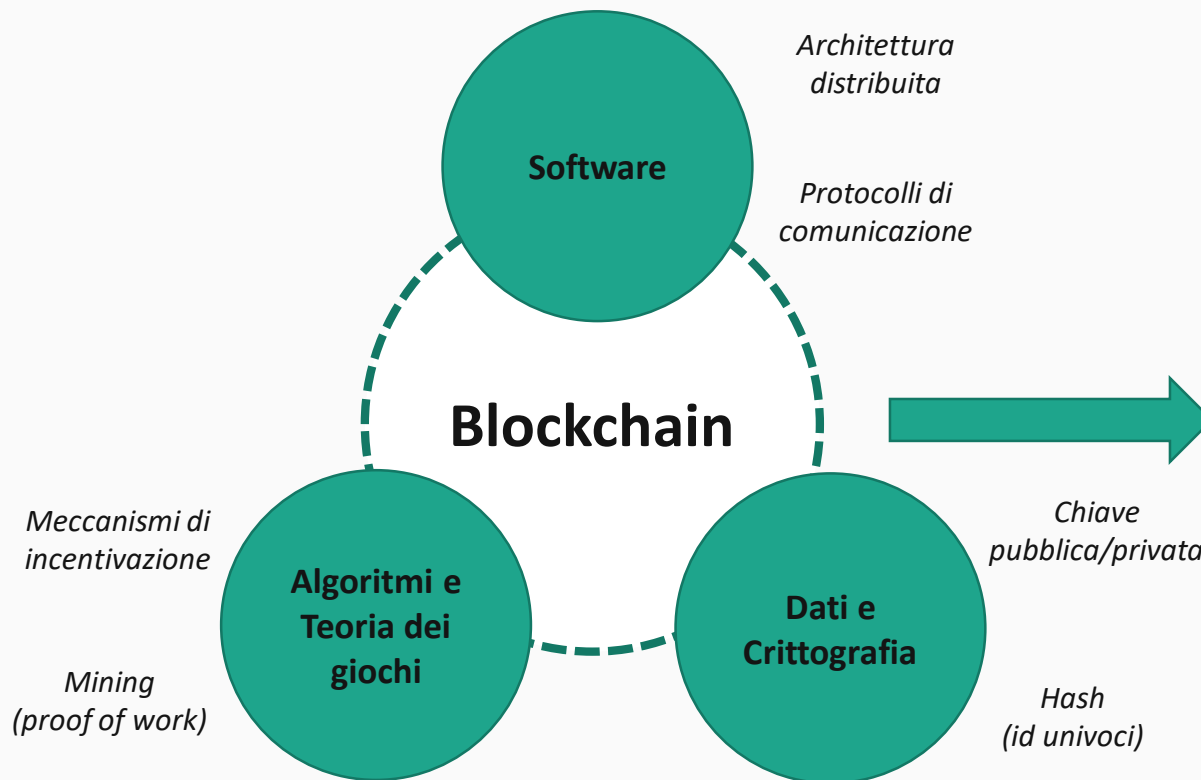 Architettura
distribuita
Software
Protocolli di
comunicazione
Blockchain
Meccanismi di
incentivazione
Algoritmi e
Teoria dei
giochi
Mining
(proof of work)
Chiave
pubblica/privata
Dati e
Crittografia
Hash
(id univoci)